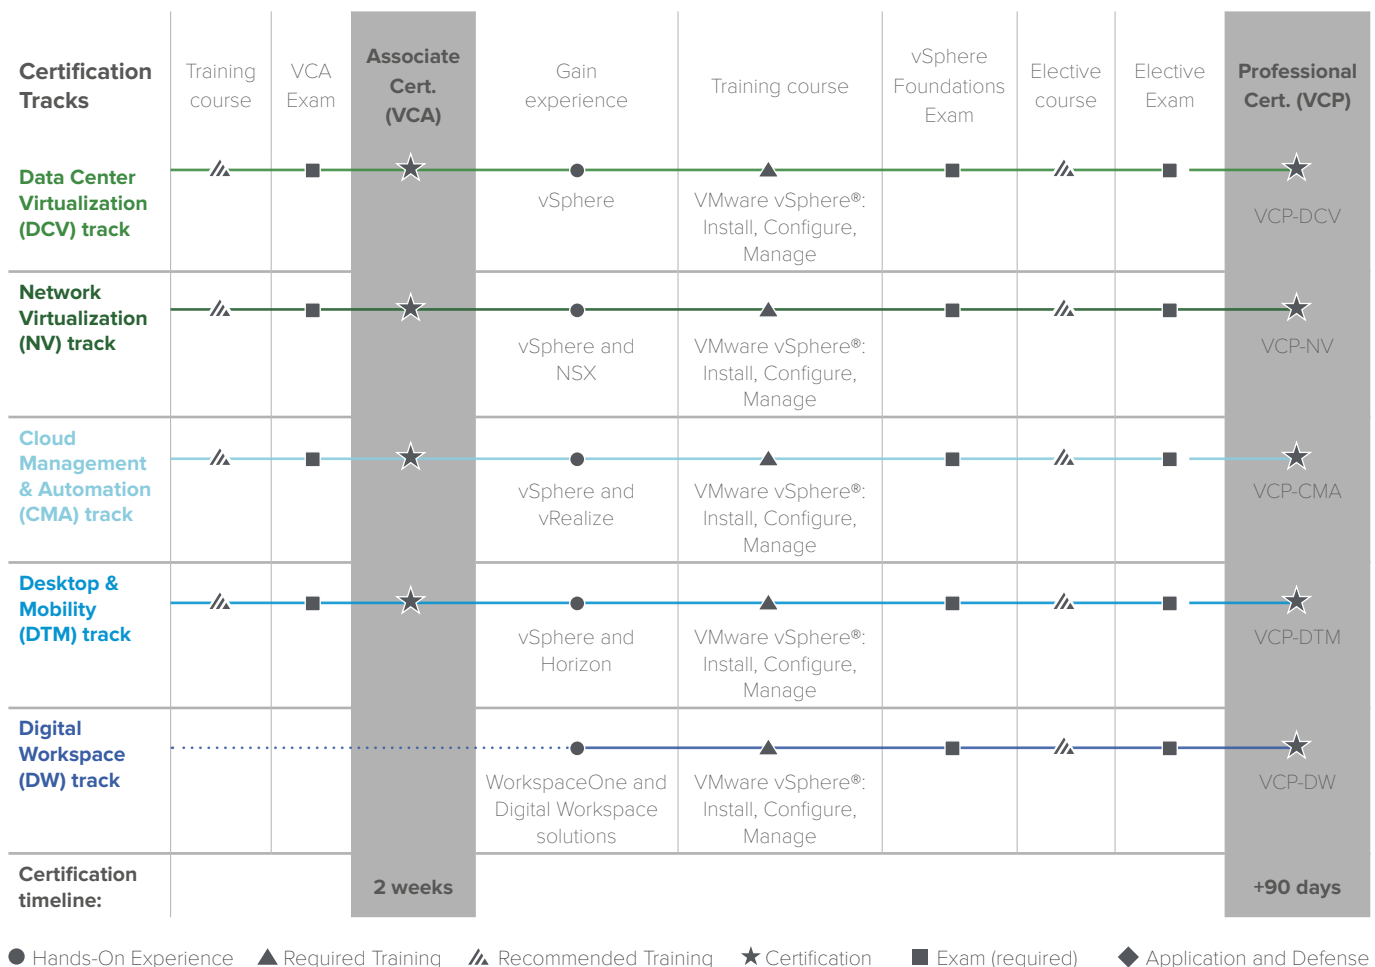 Certification
Tracks
Training
course
VCA
Exam
Associate
Cert.
(VCA)
Gain
experience
Training course
vSphere
Foundations
Exam
Elective
course
Elective
Exam
Professional
Cert. (VCP)
Data Center
Virtualization
(DCV) track
vSphere
VMware vSphere®:
Install, Configure,
Manage
VCP-DCV
Network
Virtualization
(NV) track
vSphere and
NSX
VMware vSphere®:
Install, Configure,
Manage
VCP-NV
Cloud
Management
& Automation
(CMA) track
vSphere and
vRealize
VMware vSphere®:
Install, Configure,
Manage
VCP-CMA
Desktop &
Mobility
(DTM) track
vSphere and
Horizon
VMware vSphere®:
Install, Configure,
Manage
VCP-DTM
Digital
Workspace
(DW) track
WorkspaceOne and
Digital Workspace
solutions
VMware vSphere®:
Install, Configure,
Manage
VCP-DW
Certification
timeline:
2 weeks
+90 days
Hands-On Experience
Required Training
Recommended Training
Certification
Exam (required)
Application and Defense